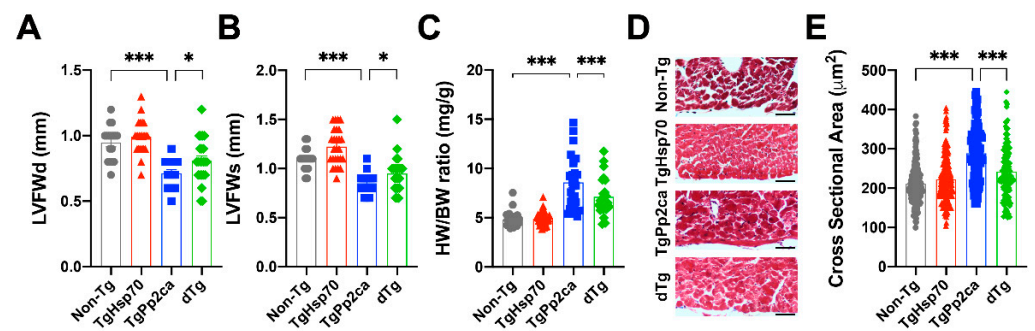 A
LVFWd (mm)
1.5
1.0
0.5
0.0
***
*
Non-Tg
TgHsp70
TgPp2ca
dTg
B
LVFWs (mm)
2.0
1.5
1.0
0.5
0.0
***
*
Non-Tg
TgHsp70
TgPp2ca
dTg
C
HW/BW ratio (mg/g)
20
15
10
5
0
***
***
Non-Tg
TgHsp70
TgPp2ca
dTg
D
Non-Tg
TgHsp70
TgPp2ca
dTg
E
Cross Sectional Area (μm²)
500
400
300
200
100
0
***
***
Non-Tg
TgHsp70
TgPp2ca
dTg